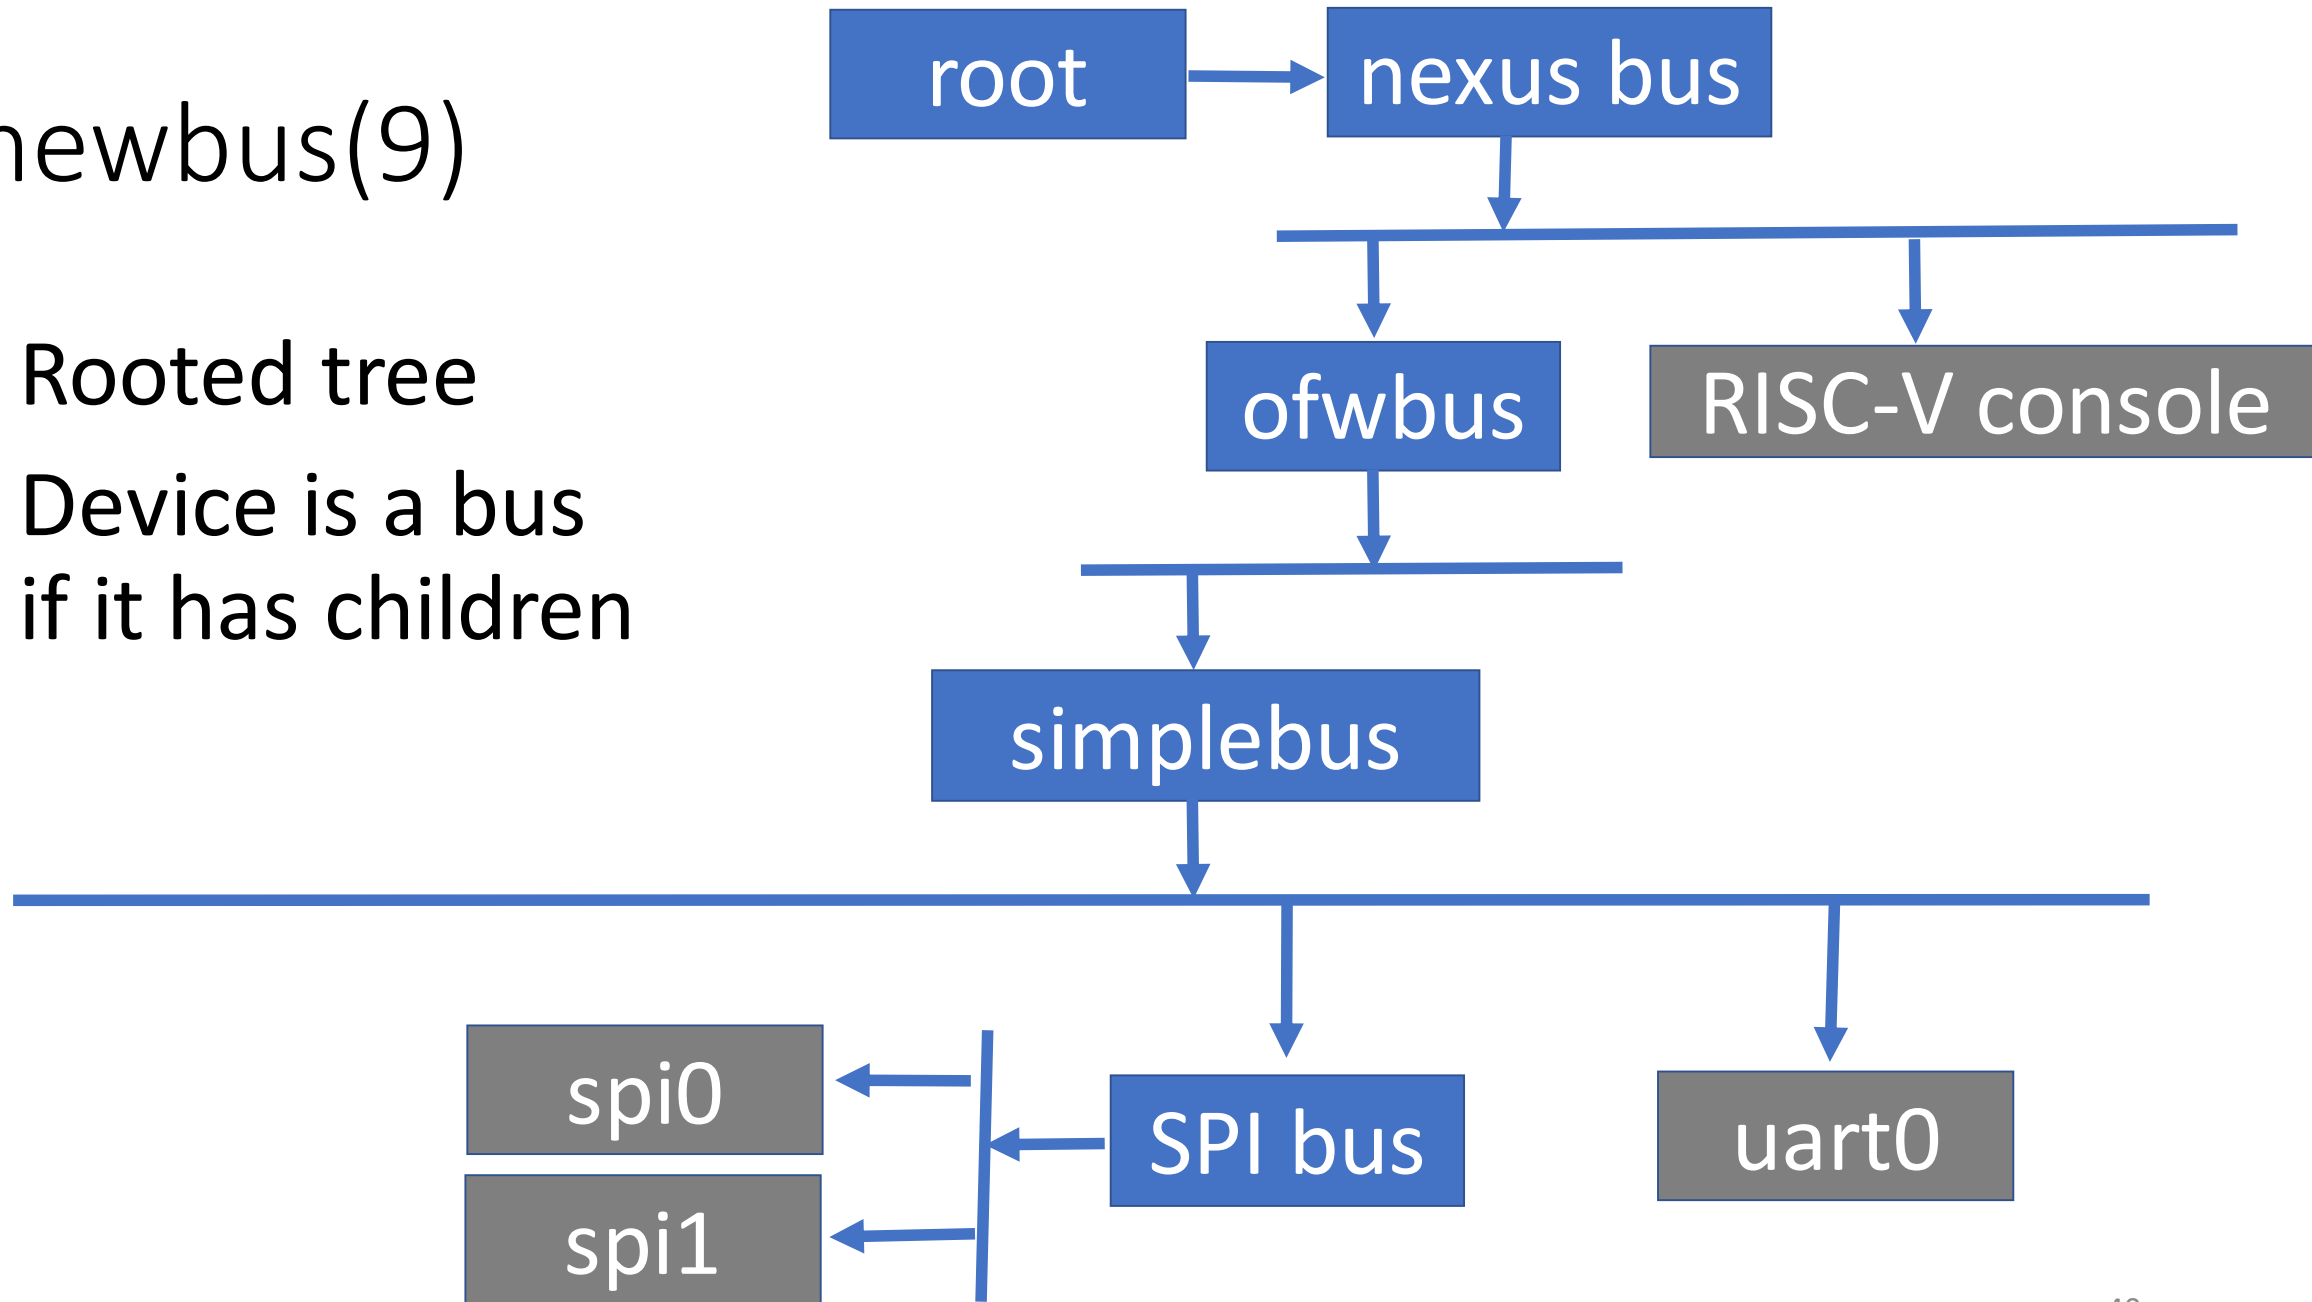 newbus(9)
root
nexus bus
Rooted tree
Device is a bus
if it has children
ofwbus
RISC-V console
simplebus
spi0
SPI bus
uart0
spi1